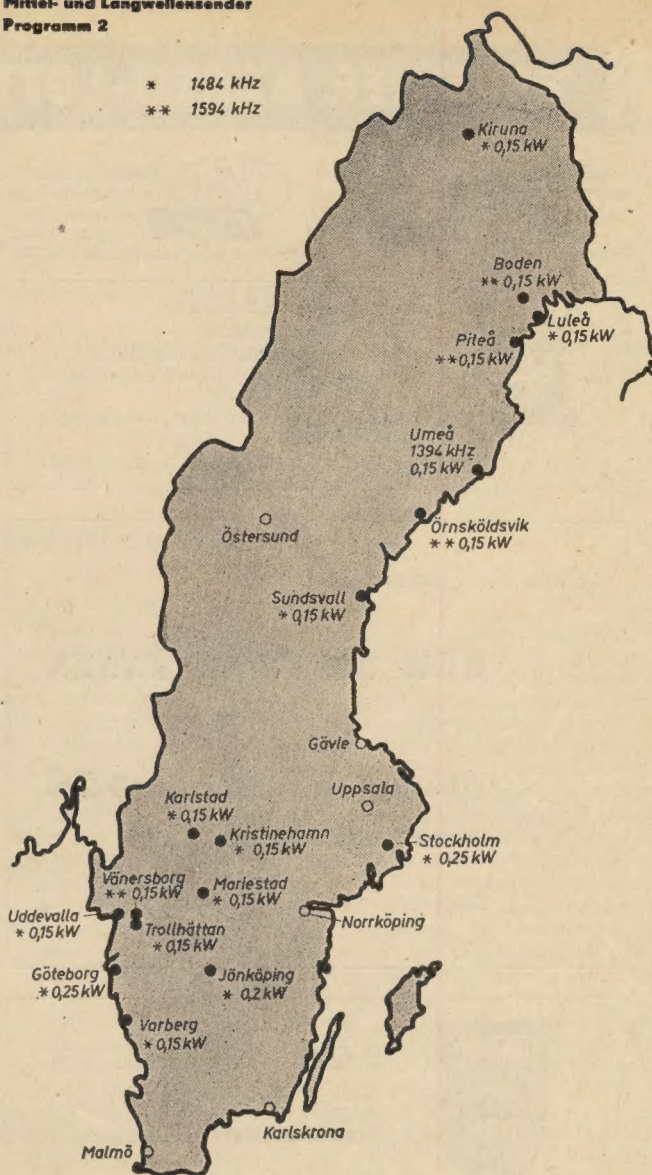 Mittel- und Langwellensender
Programm 2
* 1484 kHz
** 1594 kHz
Kiruna
* 0,15 kW
Boden
** 0,15 kW
Luleå
* 0,15 kW
Piteå
** 0,15 kW
Umeå
1394 kHz
0,15 kW
Örnsköldsvik
** 0,15 kW
Östersund
Sundsvall
* 0,15 kW
Gävle
Uppsala
Karlstad
* 0,15 kW
Kristinehamn
* 0,15 kW
Stockholm
* 0,25 kW
Vänersborg
** 0,15 kW
Mariestad
* 0,15 kW
Uddevalla
* 0,15 kW
Trollhättan
* 0,15 kW
Norrköping
Göteborg
* 0,25 kW
Jönköping
* 0,2 kW
Varberg
* 0,15 kW
Karlskrona
Malmö